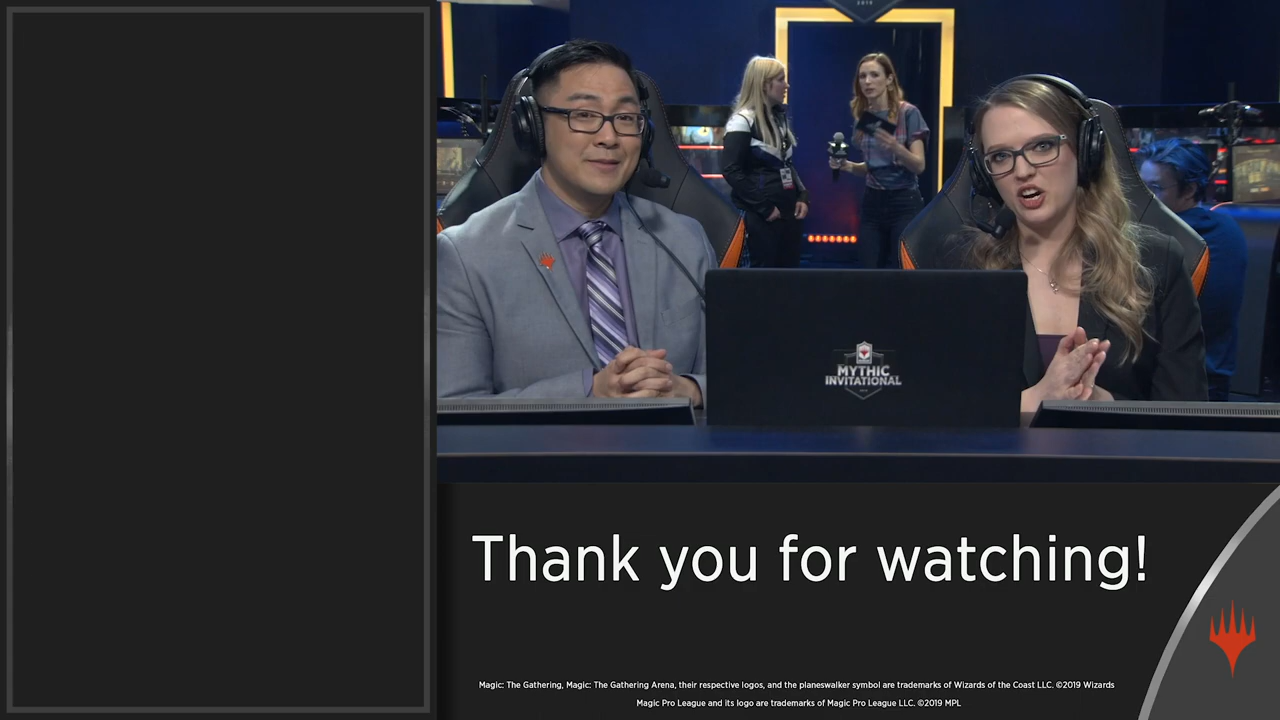 2019
MYTHIC
INVITATIONAL
Thank you for watching!
Magic: The Gathering, Magic: The Gathering Arena, their respective logos, and the planeswalker symbol are trademarks of Wizards of the Coast LLC. ©2019 Wizards
Magic Pro League and its logo are trademarks of Magic Pro League LLC. ©2019 MPL